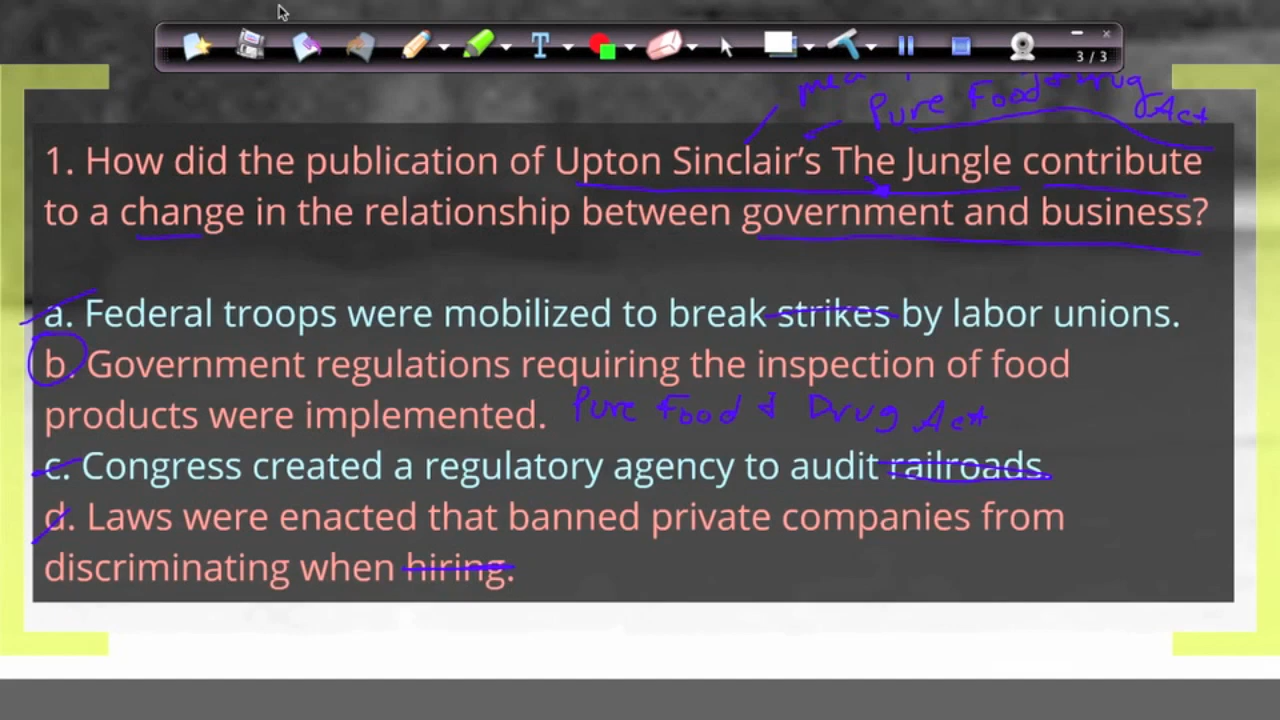 3 / 3
Pure Food & Drug
Act
1. How did the publication of Upton Sinclair's The Jungle contribute
to a change in the relationship between government and business?
a. Federal troops were mobilized to break strikes by labor unions.
b. Government regulations requiring the inspection of food
products were implemented. Pure Food & Drug Act
c. Congress created a regulatory agency to audit railroads.
d. Laws were enacted that banned private companies from
discriminating when hiring.